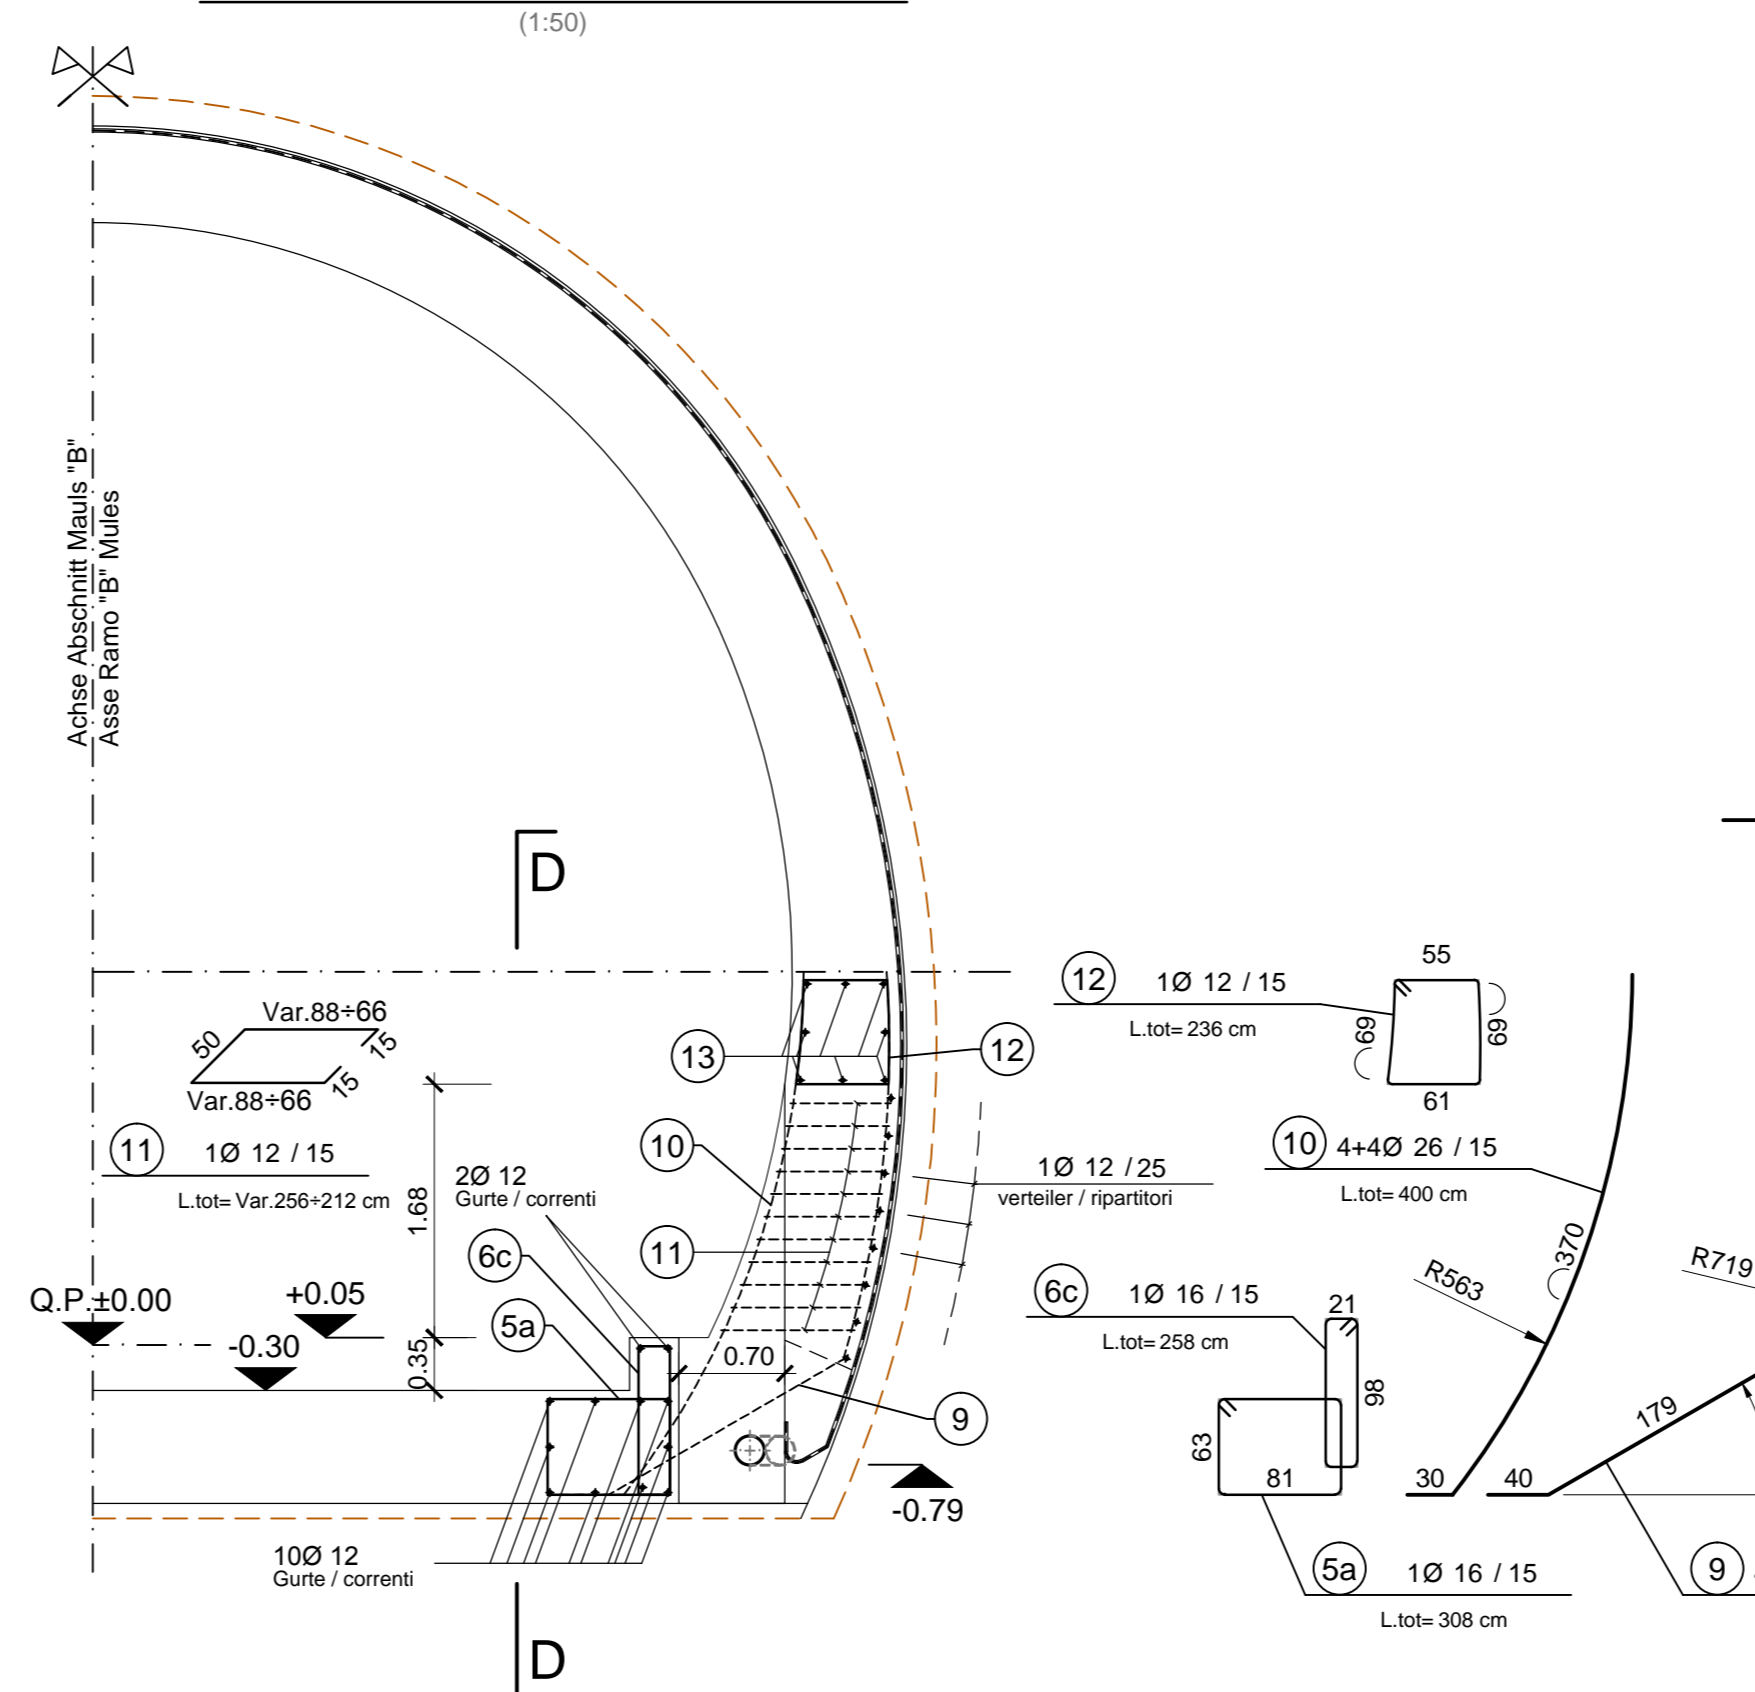 (1:50)
Achse Abschnitt Mauls "B"
Asse Ramo "B" Mules
D
55
12
1Ø 12 / 15
L.tot= 236 cm
69
69
61
Var.88÷66
50
15
15
Var.88÷66
11
1Ø 12 / 15
L.tot= Var.256÷212 cm
13
12
10
1.68
2Ø 12
Gurte / correnti
1Ø 12 /25
verteiler / ripartitori
10
4+4Ø 26 / 15
L.tot= 400 cm
370
R563
R719
6c
11
Q.P.±0.00
+0.05
-0.30
0.35
5a
0.70
9
-0.79
6c
1Ø 16 / 15
L.tot= 258 cm
21
98
63
81
30
40
179
10Ø 12
Gurte / correnti
5a
1Ø 16 / 15
L.tot= 308 cm
9
D